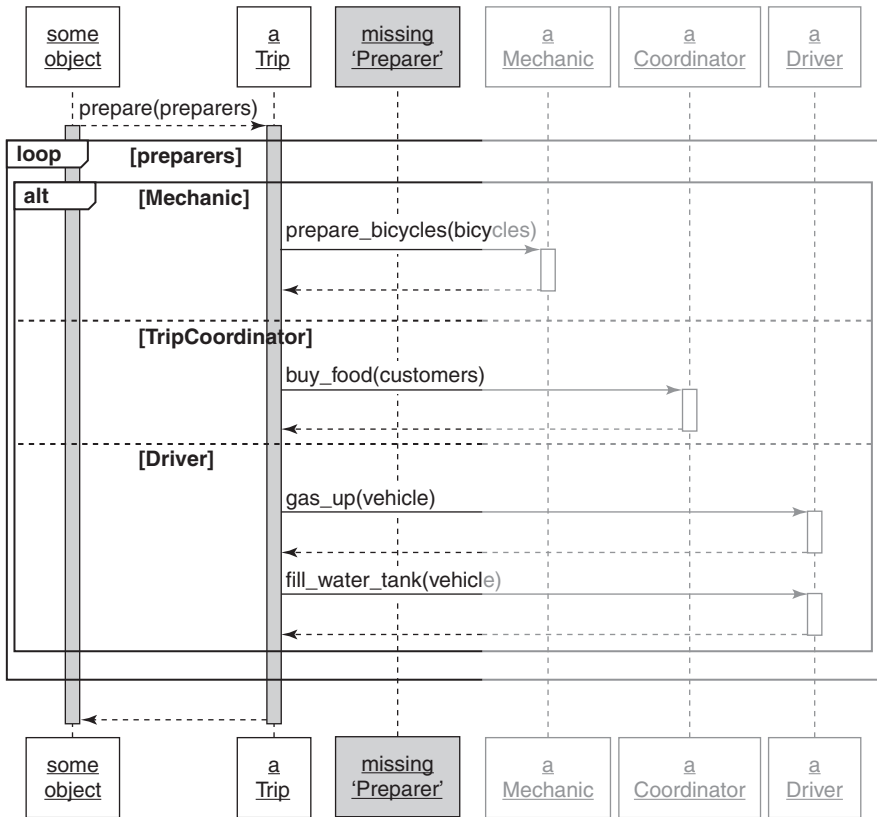 some
object
a
Trip
missing
‘Preparer’
a
Mechanic
a
Coordinator
a
Driver
prepare(preparers)
loop
[preparers]
alt
[Mechanic]
prepare_bicycles(bicycles)
[TripCoordinator]
buy_food(customers)
[Driver]
gas_up(vehicle)
fill_water_tank(vehicle)
some
object
a
Trip
missing
‘Preparer’
a
Mechanic
a
Coordinator
a
Driver